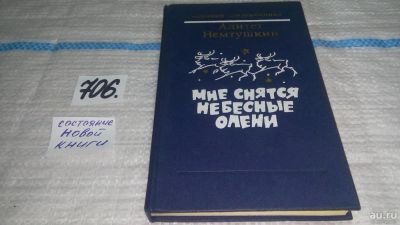 706.
состояние
новой
книги
Алитет
Немтушкин
МНЕ СНЯТСЯ
НЕБЕСНЫЕ
ОЛЕНИ
au.ru